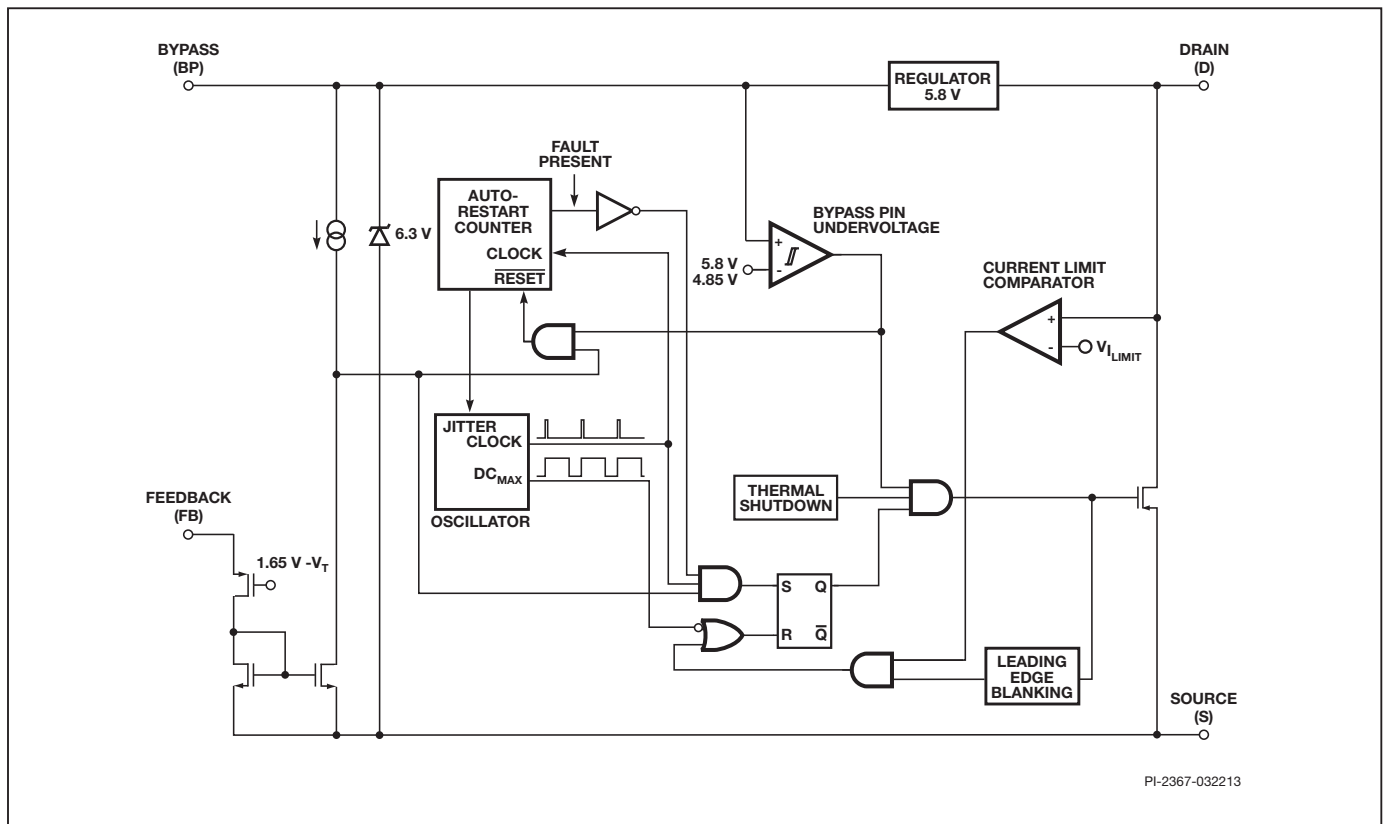 BYPASS
(BP)
DRAIN
(D)
REGULATOR
5.8 V
FAULT
PRESENT
AUTO-
RESTART
COUNTER
CLOCK
RESET
6.3 V
BYPASS PIN
UNDERVOLTAGE
+
-
5.8 V
4.85 V
CURRENT LIMIT
COMPARATOR
+
-
VILIMIT
JITTER
CLOCK
DCMAX
OSCILLATOR
THERMAL
SHUTDOWN
FEEDBACK
(FB)
1.65 V -VT
S Q
R Q
LEADING
EDGE
BLANKING
SOURCE
(S)
PI-2367-032213